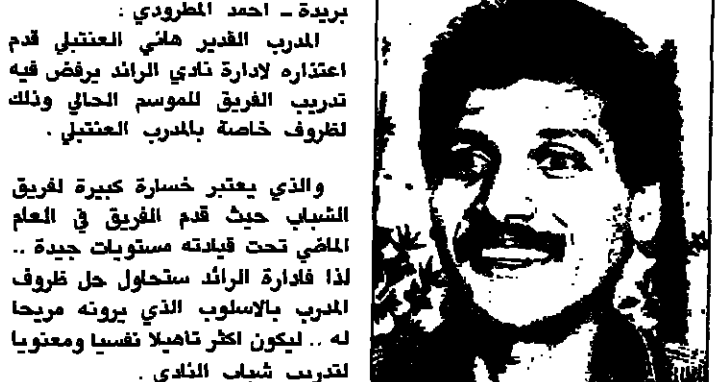 بريدة ـ احمد المطرودي :
المدرب القدير هاني العنتبلي قدم
اعتذاره لادارة نادي الرائد يرفض فيه
تدريب الفريق للموسم الحالي وذلك
لظروف خاصة بالمدرب العنتبلي .
والذي يعتبر خسارة كبيرة لفريق
الشباب حيث قدم الفريق في العام
الماضي تحت قيادته مستويات جيدة ..
لذا فادارة الرائد ستحاول حل ظروف
المدرب بالاسلوب الذي يرونه مريحا
له .. ليكون اكثر تاهيلا نفسيا ومعنويا
لتدريب شباب النادي .